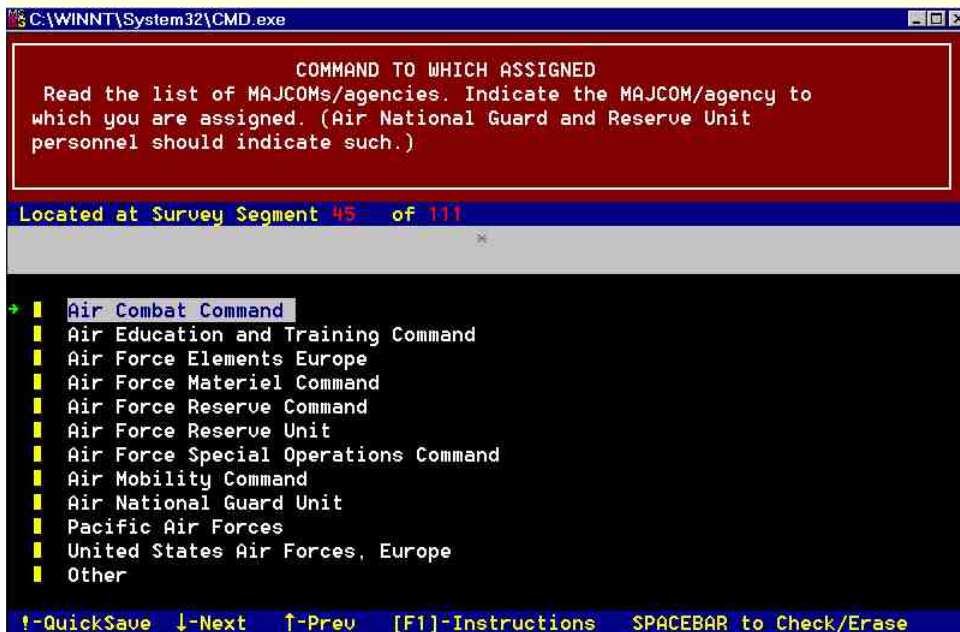 C:\WINNT\System32\CMD.exe
COMMAND TO WHICH ASSIGNED
Read the list of MAJCOMs/agencies. Indicate the MAJCOM/agency to
which you are assigned. (Air National Guard and Reserve Unit
personnel should indicate such.)
Located at Survey Segment 45 of 111
*
Air Combat Command
Air Education and Training Command
Air Force Elements Europe
Air Force Materiel Command
Air Force Reserve Command
Air Force Reserve Unit
Air Force Special Operations Command
Air Mobility Command
Air National Guard Unit
Pacific Air Forces
United States Air Forces, Europe
Other
!-QuickSave ↓-Next ↑-Prev [F1]-Instructions SPACEBAR to Check/Erase